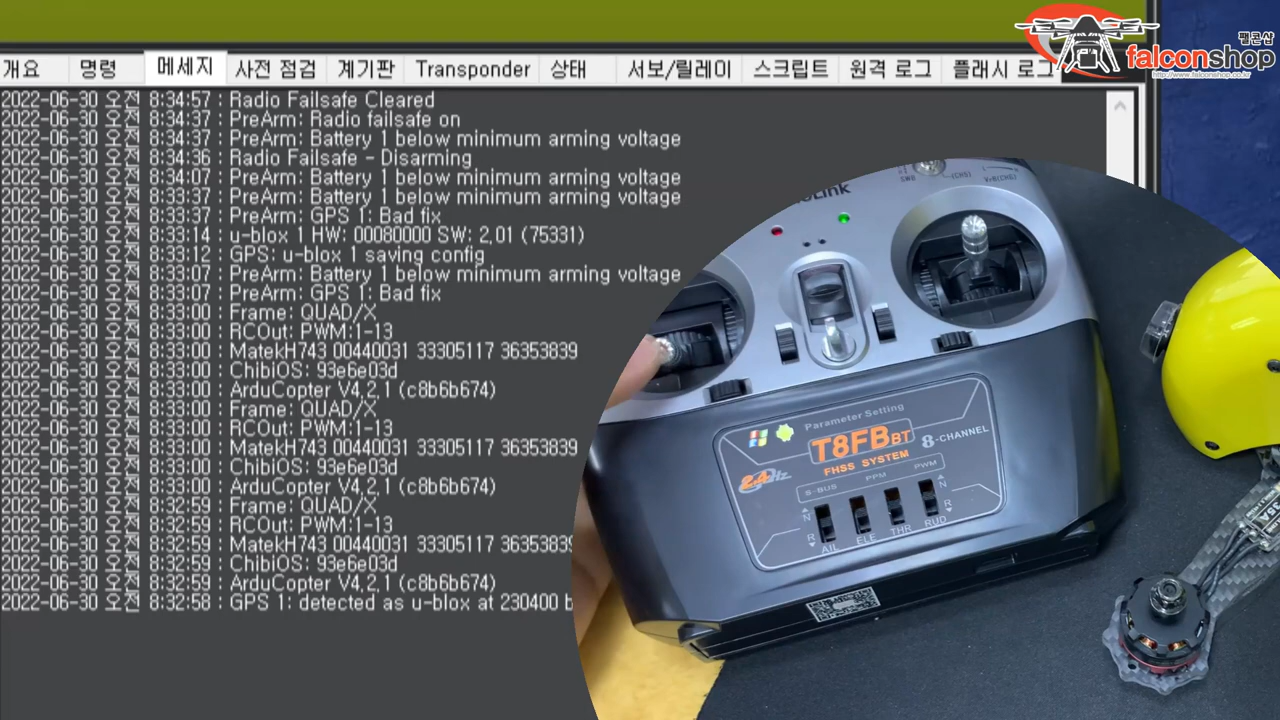 개요 명령 메세지 사전 점검 계기판 Transponder 상태 서보/릴레이 스크립트 원격 로그 플래시 로그
2022-06-30 오전 8:34:57 : Radio Failsafe Cleared
2022-06-30 오전 8:34:37 : PreArm: Radio failsafe on
2022-06-30 오전 8:34:37 : PreArm: Battery 1 below minimum arming voltage
2022-06-30 오전 8:34:36 : Radio Failsafe - Disarming
2022-06-30 오전 8:34:07 : PreArm: Battery 1 below minimum arming voltage
2022-06-30 오전 8:33:37 : PreArm: Battery 1 below minimum arming voltage
2022-06-30 오전 8:33:37 : PreArm: GPS 1: Bad fix
2022-06-30 오전 8:33:14 : u-blox 1 HW: 00080000 SW: 2.01 (75331)
2022-06-30 오전 8:33:12 : GPS: u-blox 1 saving config
2022-06-30 오전 8:33:07 : PreArm: Battery 1 below minimum arming voltage
2022-06-30 오전 8:33:07 : PreArm: GPS 1: Bad fix
2022-06-30 오전 8:33:00 : Frame: QUAD/X
2022-06-30 오전 8:33:00 : RCOut: PWM:1-13
2022-06-30 오전 8:33:00 : MatekH743 00440031 33305117 36353839
2022-06-30 오전 8:33:00 : ChibiOS: 93e6e03d
2022-06-30 오전 8:33:00 : ArduCopter V4.2.1 (c8b6b674)
2022-06-30 오전 8:33:00 : Frame: QUAD/X
2022-06-30 오전 8:33:00 : RCOut: PWM:1-13
2022-06-30 오전 8:33:00 : MatekH743 00440031 33305117 36353839
2022-06-30 오전 8:33:00 : ChibiOS: 93e6e03d
2022-06-30 오전 8:33:00 : ArduCopter V4.2.1 (c8b6b674)
2022-06-30 오전 8:32:59 : Frame: QUAD/X
2022-06-30 오전 8:32:59 : RCOut: PWM:1-13
2022-06-30 오전 8:32:59 : MatekH743 00440031 33305117 36353839
2022-06-30 오전 8:32:59 : ChibiOS: 93e6e03d
2022-06-30 오전 8:32:59 : ArduCopter V4.2.1 (c8b6b674)
2022-06-30 오전 8:32:58 : GPS 1: detected as u-blox at 230400 b
팰콘샵
falconshop
http://www.falconshop.co.kr
SWB (CH5) V+B(CH5)
Parameter Setting
T8FB BT 8-CHANNEL
FHSS SYSTEM
2.4GHz
S-BUS PPM PWM
N N
R R
AIL ELE THR RUD